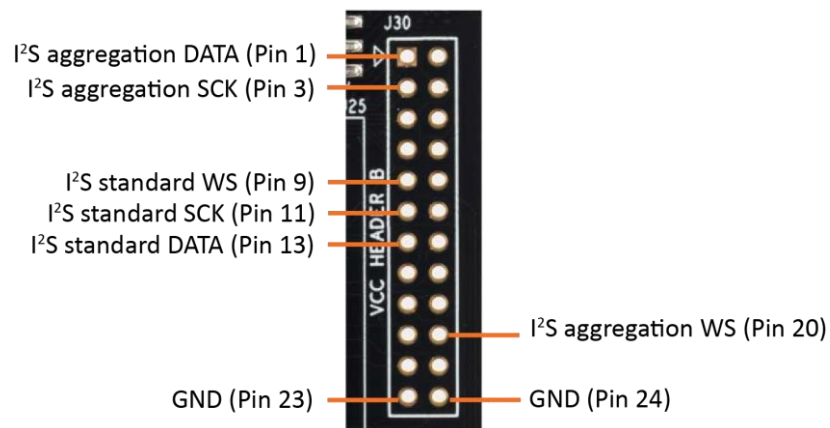 J30
I²S aggregation DATA (Pin 1)
I²S aggregation SCK (Pin 3)
I²S standard WS (Pin 9)
I²S standard SCK (Pin 11)
I²S standard DATA (Pin 13)
VCC HEADER B
I²S aggregation WS (Pin 20)
GND (Pin 23)
GND (Pin 24)